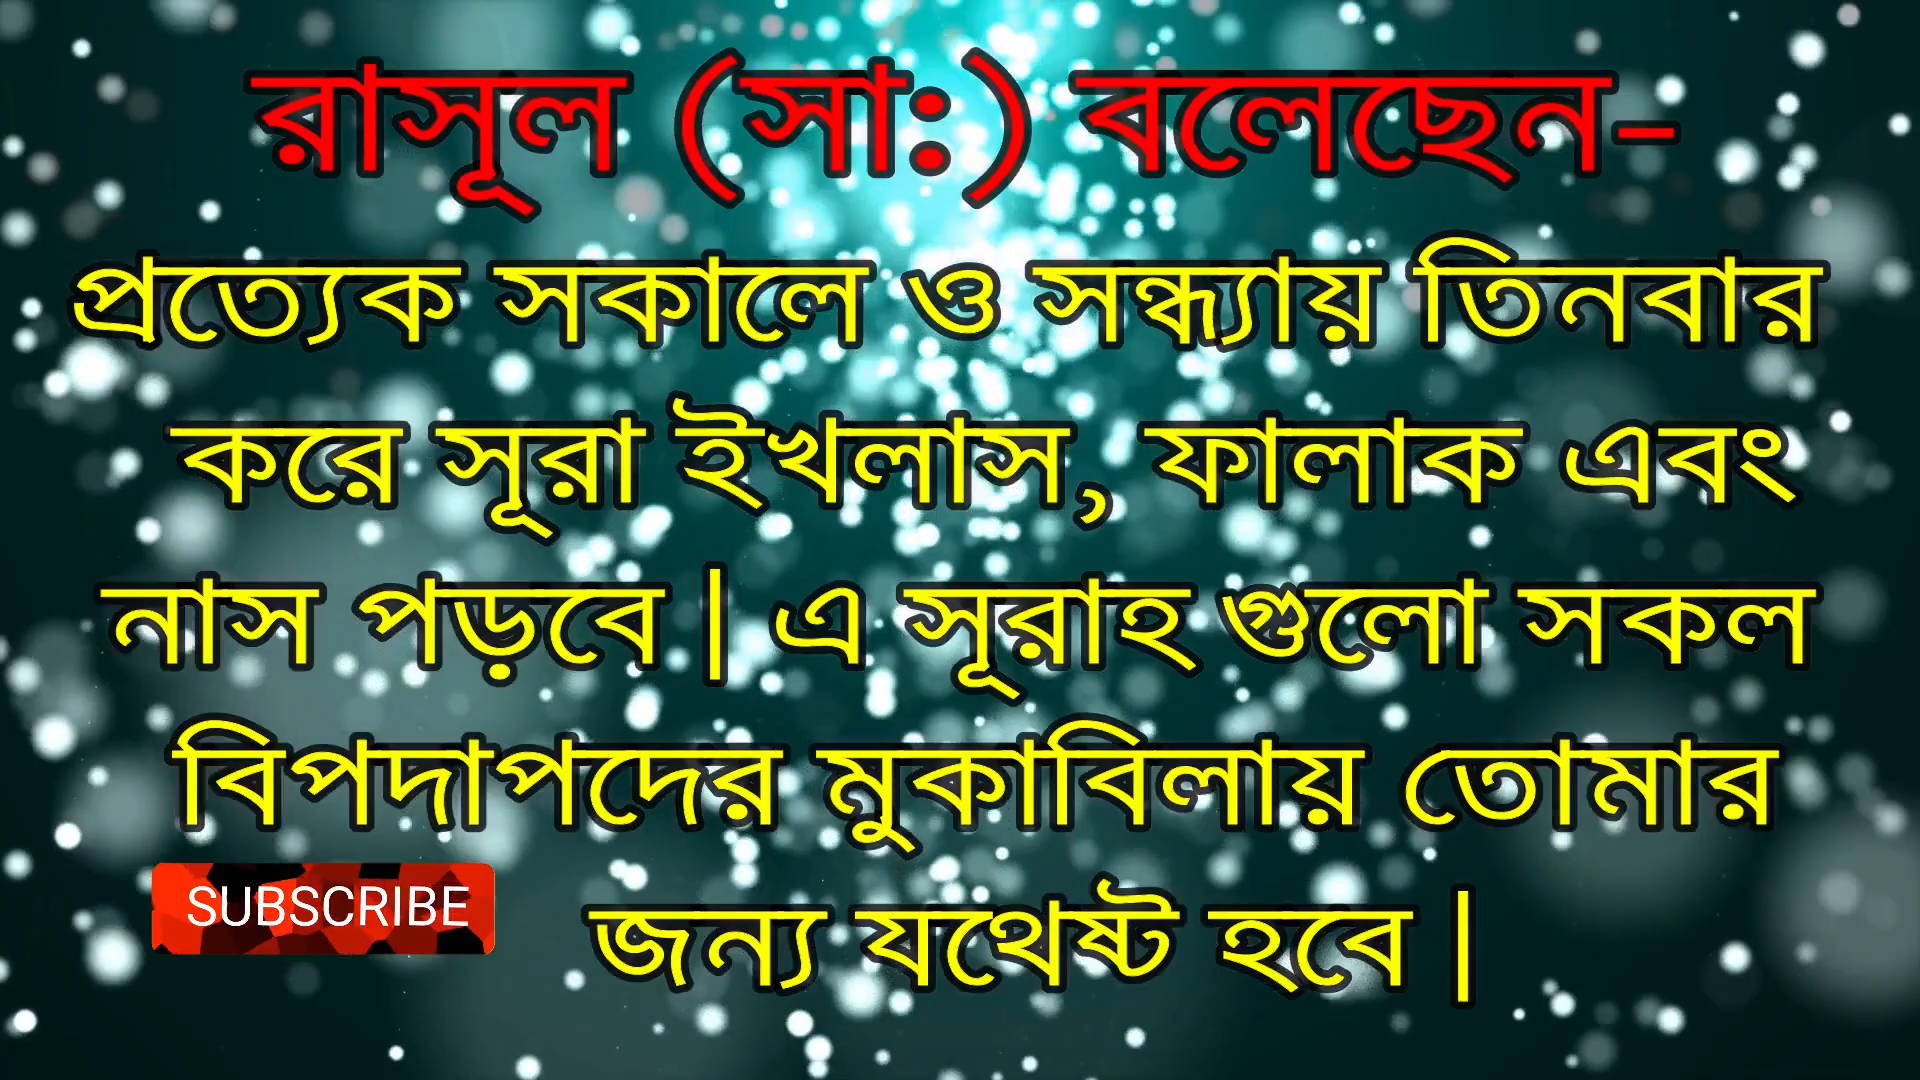 রাসূল (সা:) বলেছেন-
প্রত্যেক সকালে ও সন্ধ্যায় তিনবার
করে সূরা ইখলাস, ফালাক এবং
নাস পড়বে | এ সূরাহ গুলো সকল
বিপদাপদের মুকাবিলায় তোমার
জন্য যথেষ্ট হবে |
SUBSCRIBE